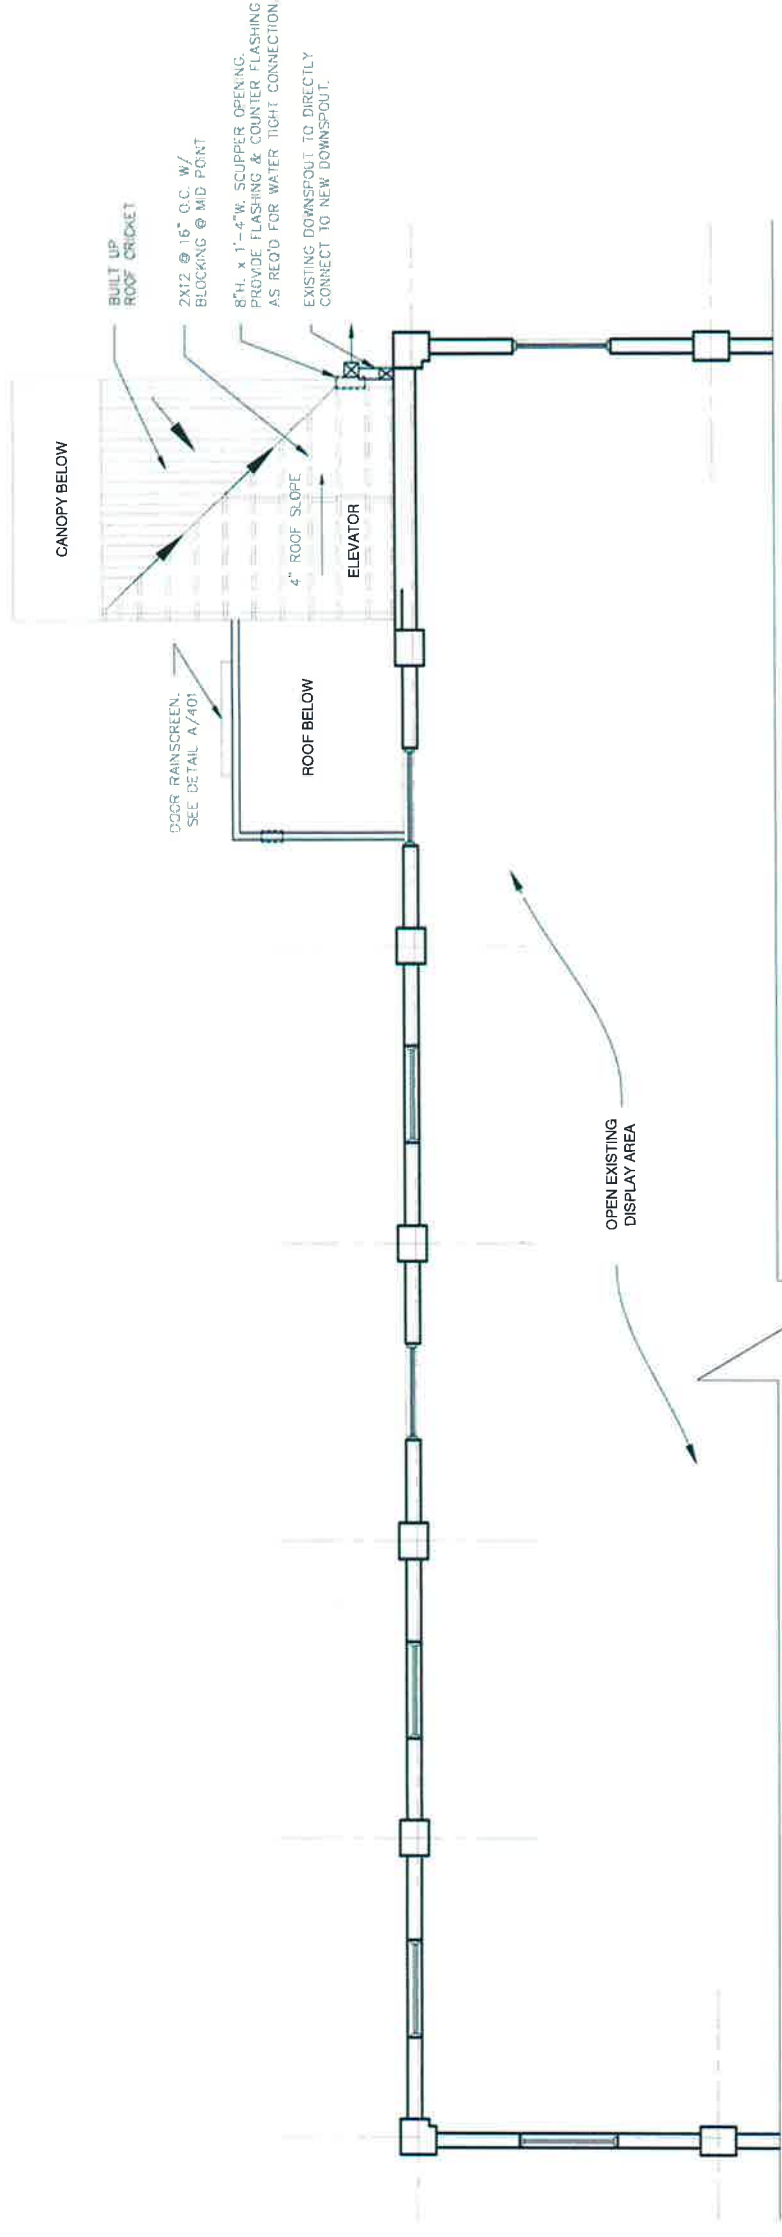 CANOPY BELOW
BUILT UP
ROOF CRICKET
2X12 @ 16" O.C. W/
BLOCKING @ MID POINT
8"H. x 1'-4"W. SCUPPER OPENING.
PROVIDE FLASHING & COUNTER FLASHING
AS REQ'D FOR WATER TIGHT CONNECTION.
EXISTING DOWNSPOUT TO DIRECTLY
CONNECT TO NEW DOWNSPOUT.
4" ROOF SLOPE
ELEVATOR
DOOR RAINSCREEN.
SEE DETAIL A/401
ROOF BELOW
OPEN EXISTING
DISPLAY AREA